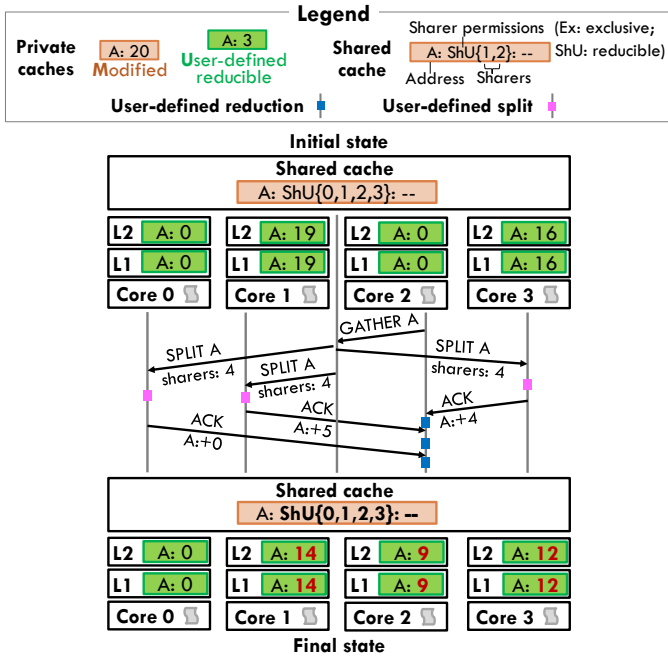 Legend
Private caches
A: 20
Modified
A: 3
User-defined reducible
Shared cache
Sharer permissions
(Ex: exclusive; ShU: reducible)
A: ShU{1,2}: --
Address
Sharers
User-defined reduction
User-defined split
Initial state
Shared cache
A: ShU{0,1,2,3}: --
L2 A: 0 L2 A: 19 L2 A: 0 L2 A: 16
L1 A: 0 L1 A: 19 L1 A: 0 L1 A: 16
Core 0 Core 1 Core 2 Core 3
GATHER A
SPLIT A
sharers: 4
SPLIT A
sharers: 4
SPLIT A
sharers: 4
ACK
A:+4
ACK
A:+5
ACK
A:+0
Shared cache
A: ShU{0,1,2,3}: --
L2 A: 0 L2 A: 14 L2 A: 9 L2 A: 12
L1 A: 0 L1 A: 14 L1 A: 9 L1 A: 12
Core 0 Core 1 Core 2 Core 3
Final state